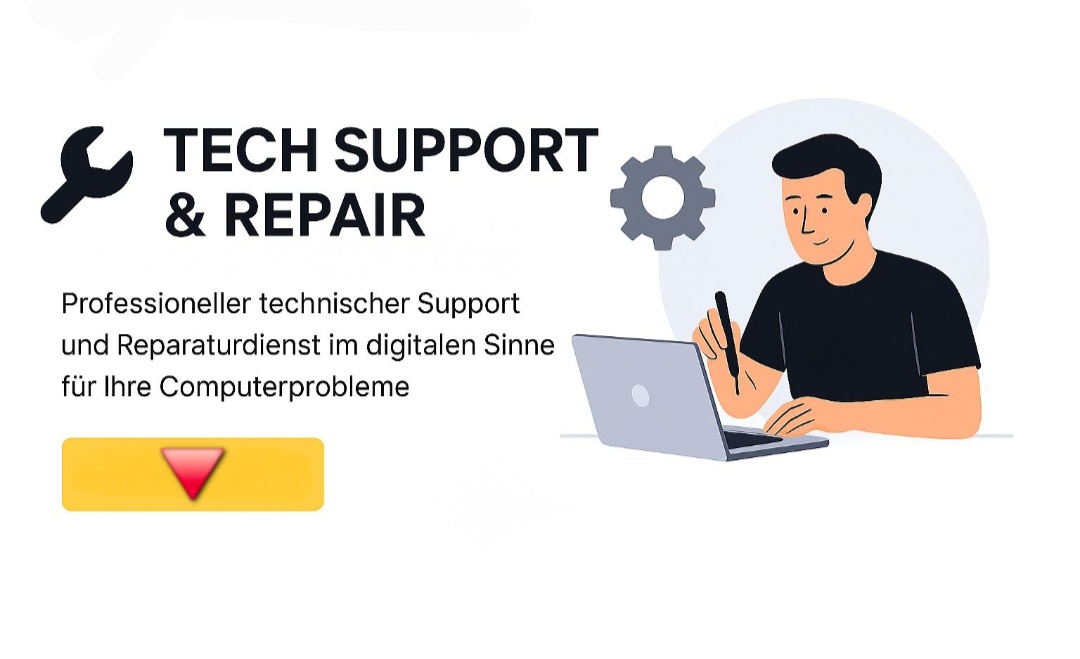 TECH SUPPORT
& REPAIR
Professioneller technischer Support
und Reparaturdienst im digitalen Sinne
für Ihre Computerprobleme